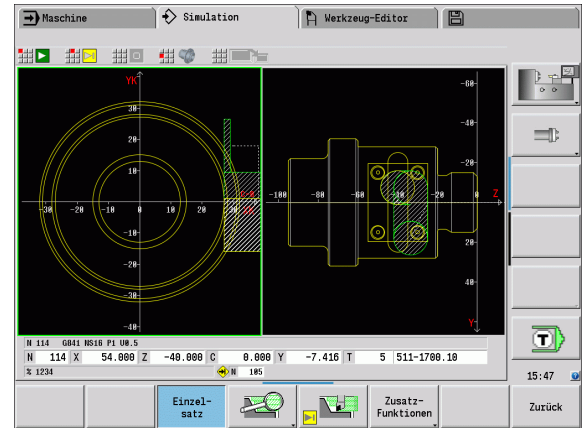 Maschine
Simulation
Werkzeug-Editor
YK
30
20
10
-30 -20 -10 0 10 20 30
-10
-20
-30
-40
-60
-40
-20
-100 -80 -60 -40 -20 0 Z
20
40
Y
N 114 G841 NS16 P1 U0.5
N 114 X 54.000 Z -40.000 C 0.000 Y -7.416 T 5 511-1700.10
% 1234 N 105
15:47
Einzel-
satz
Zusatz-
Funktionen
Zurück
T